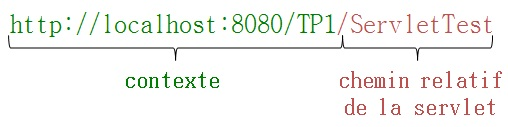 http://localhost:8080/TP1/ServletTest
contexte
chemin relatif
de la servlet